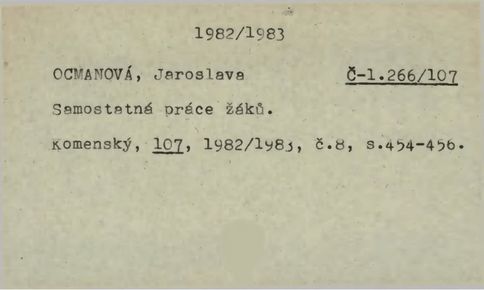 1982/1983
OCMANOVÁ, Jaroslava Č-1.266/107
Samostatná práce žáků.
Komenský, 107, 1982/1983, č.8, s.454-456.